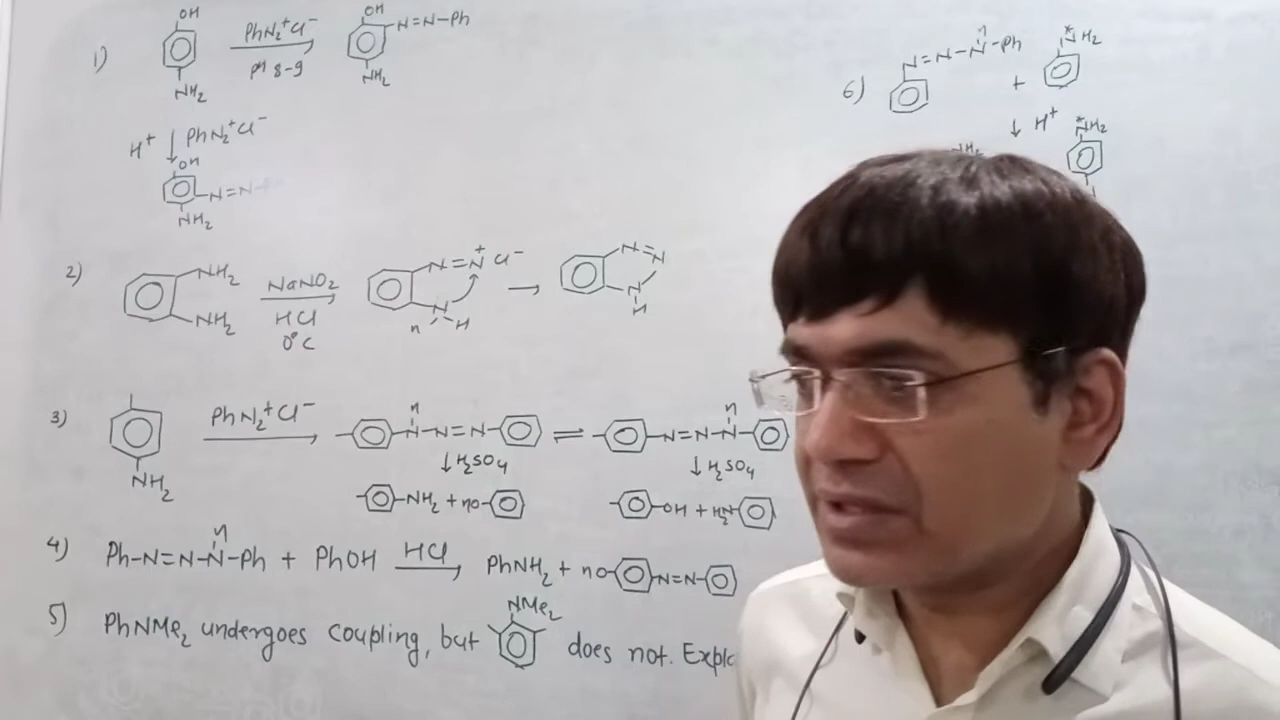 1)
OH
NH2
PhN2+Cl-
pH 8-9
OH
N=N-Ph
NH2
H+ PhN2+Cl-
OH
N=N
NH2
2)
NH2
NH2
NaNO2
HCl
0°C
N=N+ Cl-
N
H H
N=N
N
H
3)
NH2
PhN2+Cl-
H
N-N=N
H
N=N-N
H2SO4
H2SO4
NH2 + HO
OH + H2N
4) Ph-N=N-N-Ph + PhOH HCl PhNH2 + HO N=N
H
5) PhNMe2 undergoes coupling, but NMe2 does not. Expla
6)
N=N-N-Ph
H
+
*NH2
H+
NH2
*NH2